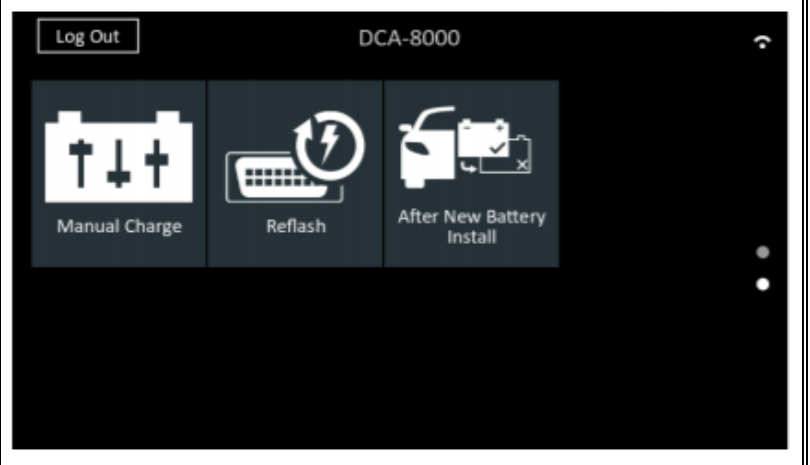 Log Out
DCA-8000
Manual Charge
Reflash
After New Battery
Install